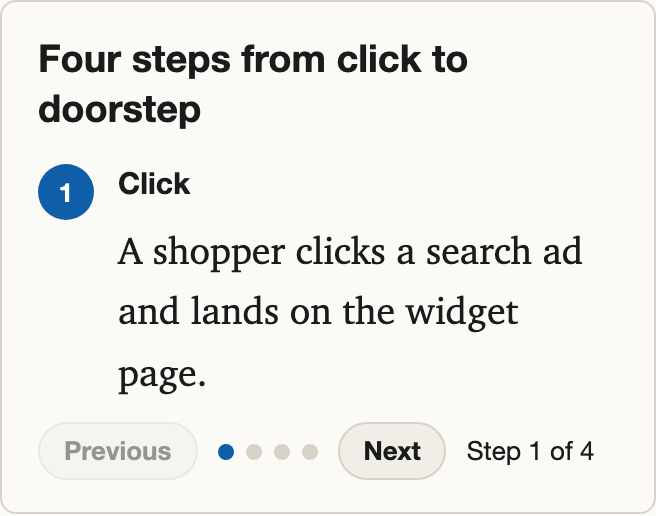 Four steps from click to
doorstep
1
Click
A shopper clicks a search ad
and lands on the widget
page.
Previous
Next
Step 1 of 4